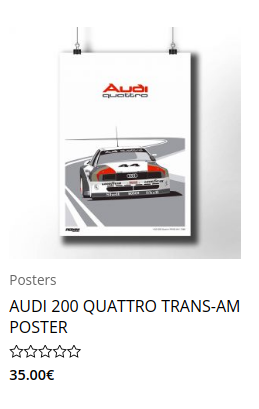 Audi
quattro
44
Posters
AUDI 200 QUATTRO TRANS-AM
POSTER
35.00€